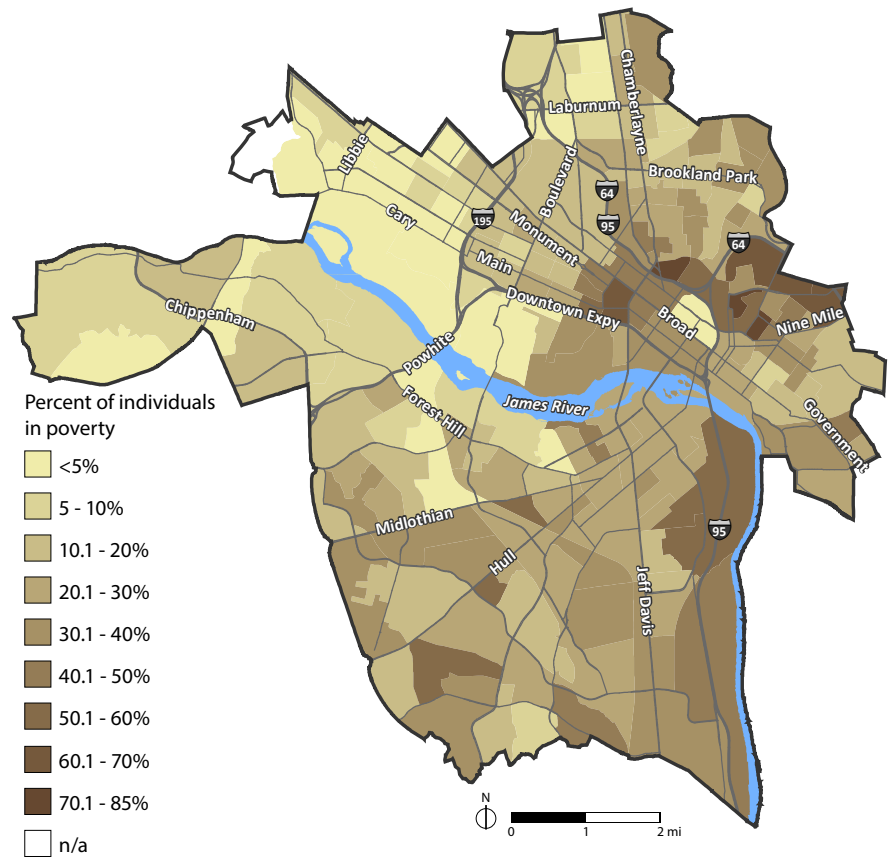 Chamberlayne
Laburnum
Libbie
Boulevard
Brookland Park
64
195
95
Cary
Monument
64
Main
Chippenham
Downtown Expy
Broad
Nine Mile
Powhite
James River
Forest Hill
Government
Percent of individuals
in poverty
<5%
5 - 10%
10.1 - 20%
20.1 - 30%
30.1 - 40%
40.1 - 50%
50.1 - 60%
60.1 - 70%
70.1 - 85%
n/a
Midlothian
95
Hull
Jeff Davis
N
0 1 2 mi